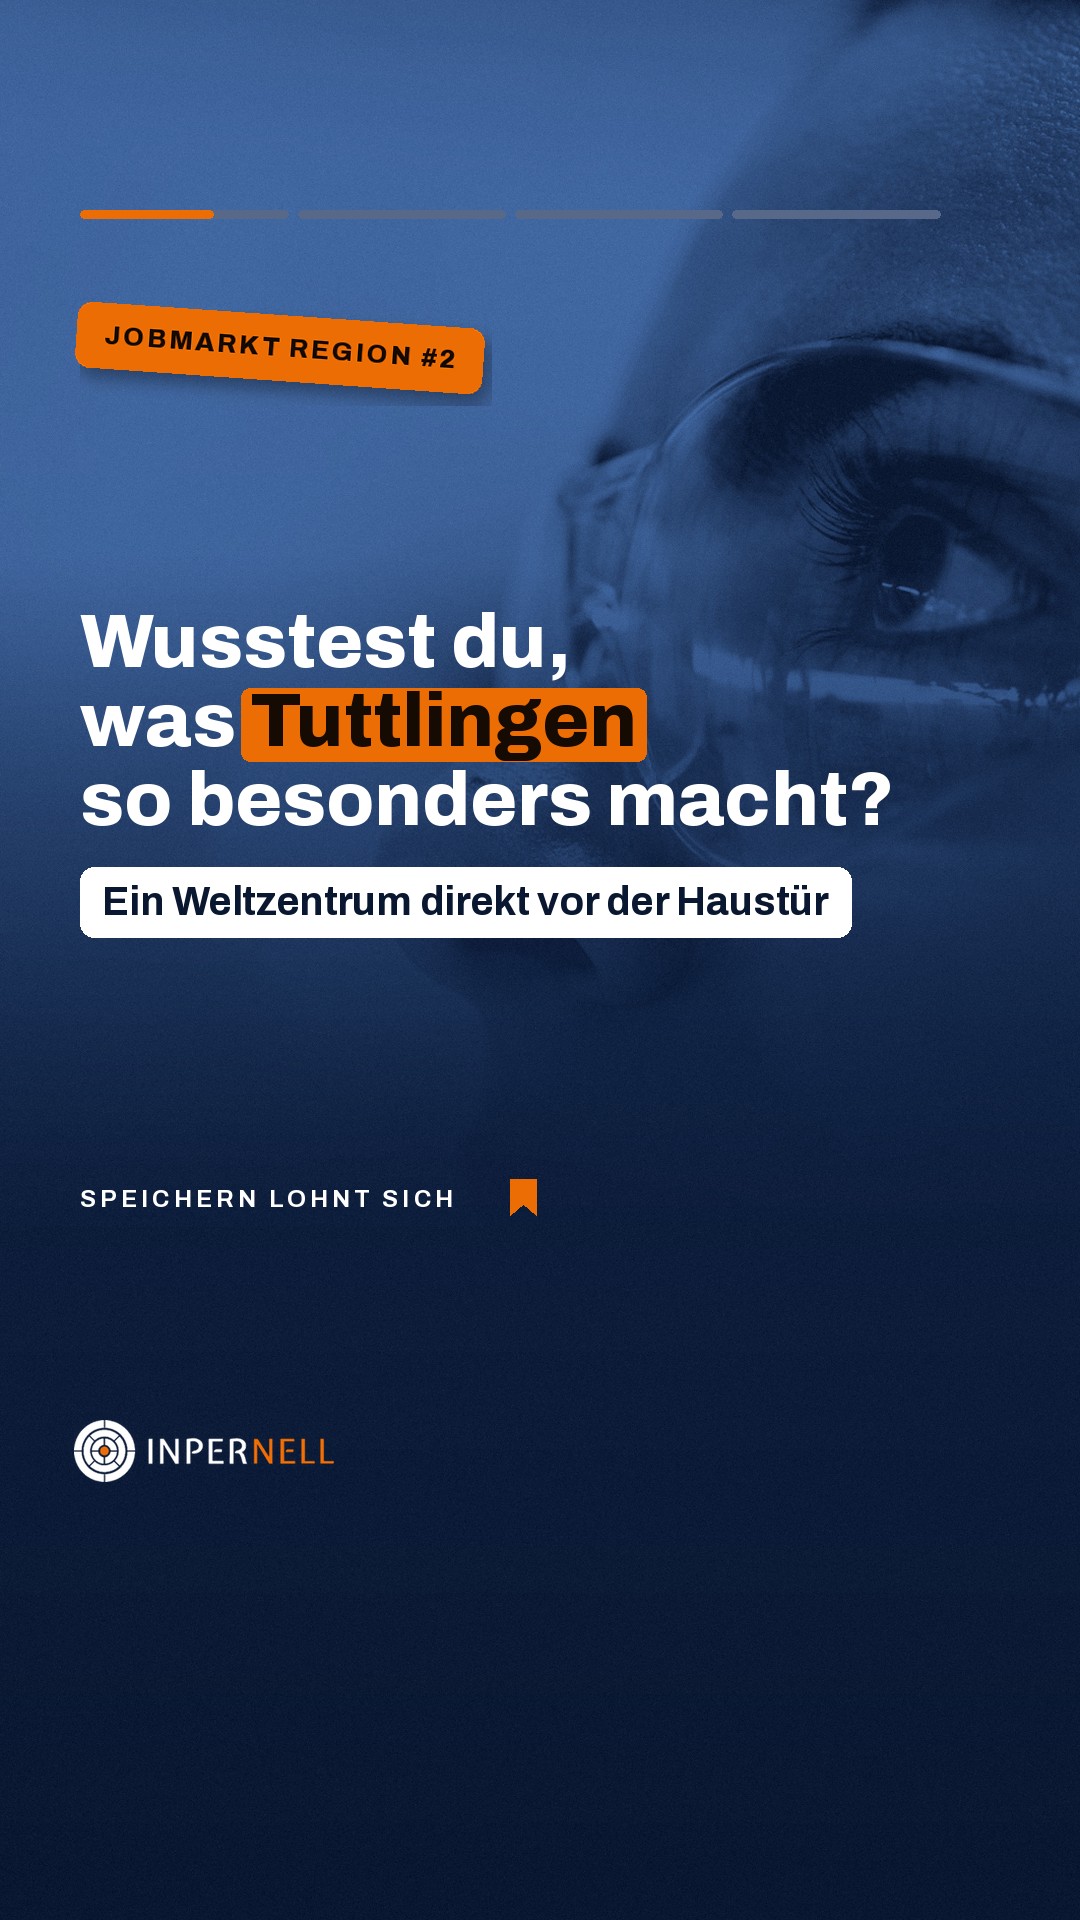 JOBMARKT REGION #2
Wusstest du,
was Tuttlingen
so besonders macht?
Ein Weltzentrum direkt vor der Haustür
SPEICHERN LOHNT SICH
INPERNELL